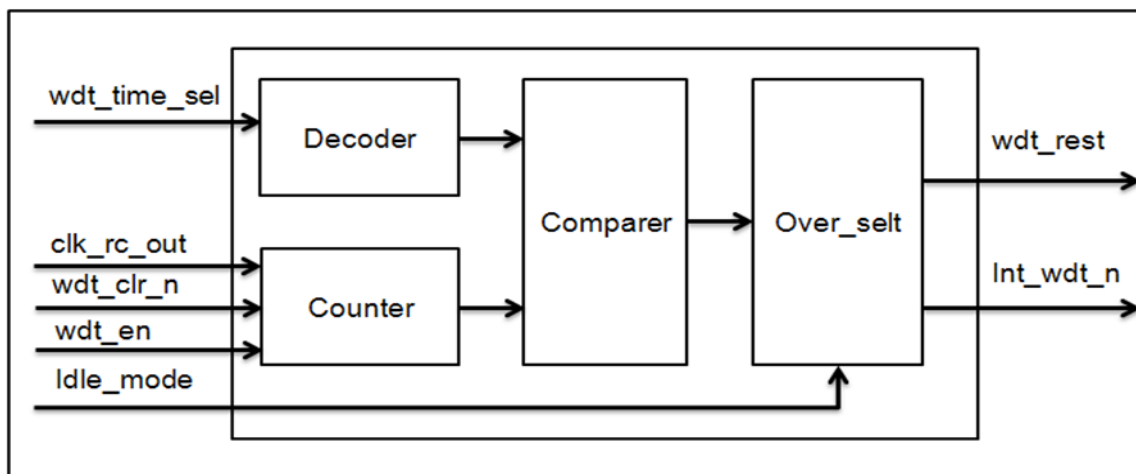 wdt_time_sel
Decoder
clk_rc_out
wdt_clr_n
wdt_en
Idle_mode
Counter
Comparer
Over_selt
wdt_rest
Int_wdt_n